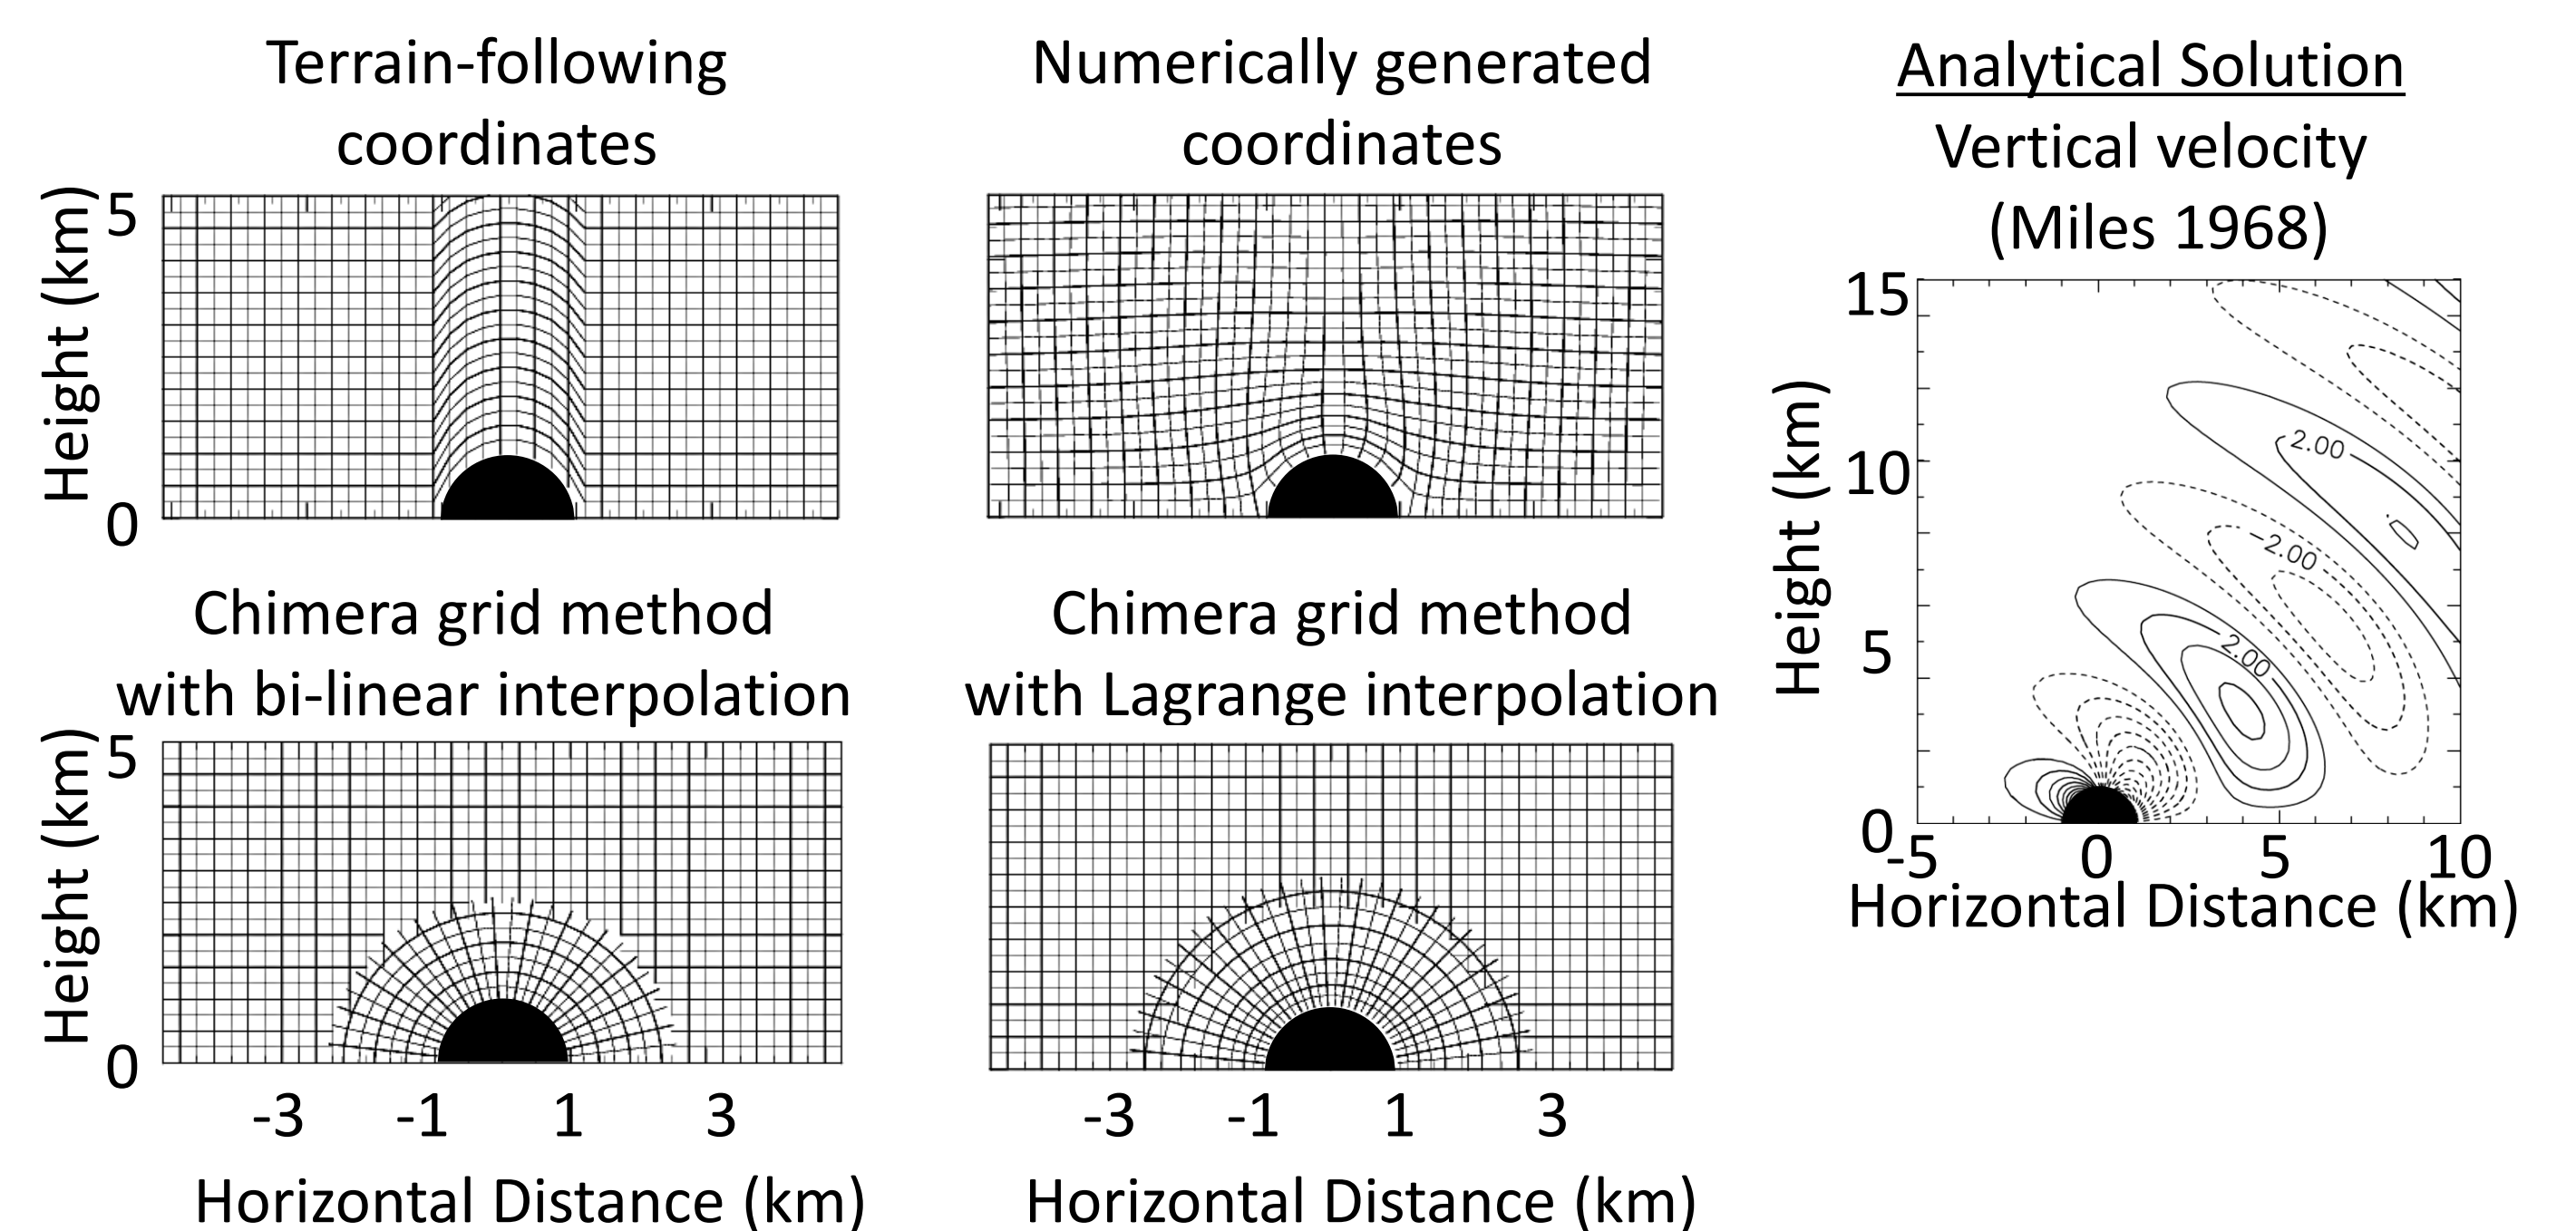 Terrain-following
coordinates
Height (km)
5
0
Numerically generated
coordinates
Analytical Solution
Vertical velocity
(Miles 1968)
Height (km)
15
10
5
0
2.00
-2.00
2.00
-5 0 5 10
Horizontal Distance (km)
Chimera grid method
with bi-linear interpolation
Height (km)
5
0
-3 -1 1 3
Horizontal Distance (km)
Chimera grid method
with Lagrange interpolation
-3 -1 1 3
Horizontal Distance (km)